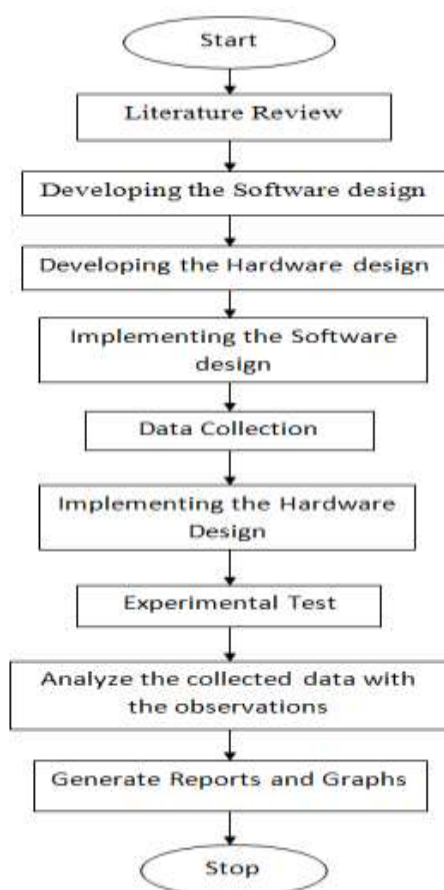 Start
Literature Review
Developing the Software design
Developing the Hardware design
Implementing the Software
design
Data Collection
Implementing the Hardware
Design
Experimental Test
Analyze the collected data with
the observations
Generate Reports and Graphs
Stop